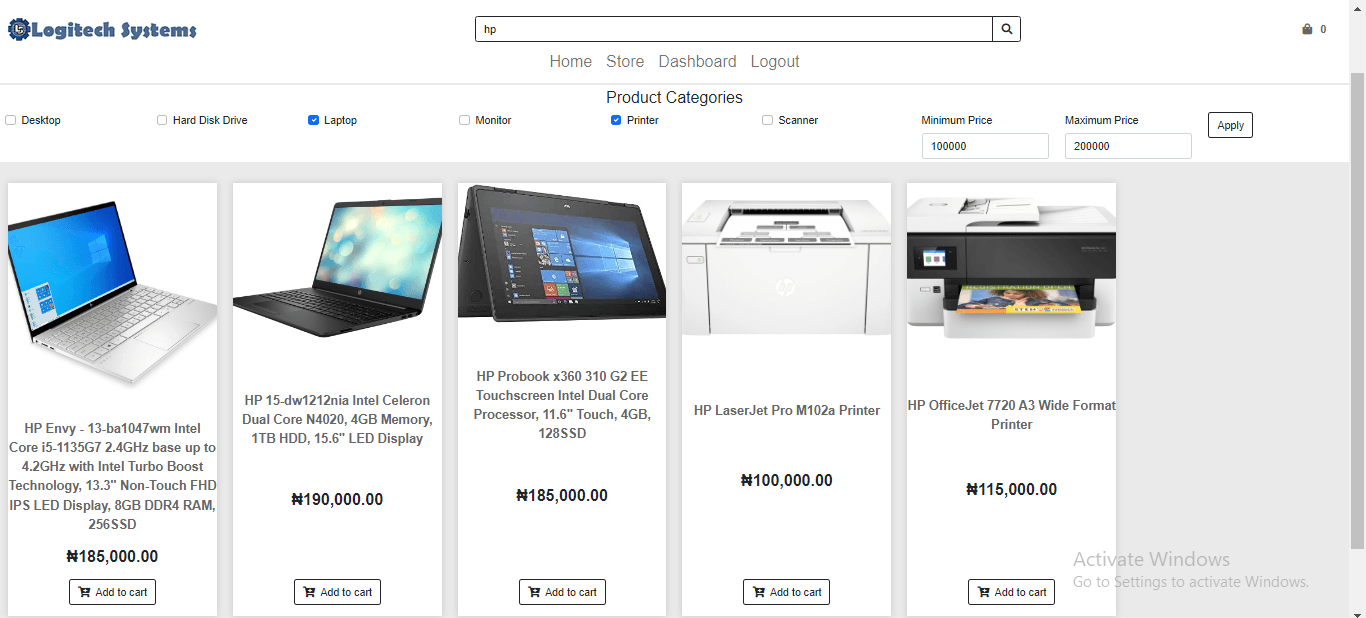 Logitech Systems
hp
0
Home Store Dashboard Logout
Product Categories
Desktop
Hard Disk Drive
Laptop
Monitor
Printer
Scanner
Minimum Price
100000
Maximum Price
200000
Apply
HP Envy - 13-ba1047wm Intel
Core i5-1135G7 2.4GHz base up to
4.2GHz with Intel Turbo Boost
Technology, 13.3" Non-Touch FHD
IPS LED Display, 8GB DDR4 RAM,
256SSD
₦185,000.00
Add to cart
HP 15-dw1212nia Intel Celeron
Dual Core N4020, 4GB Memory,
1TB HDD, 15.6" LED Display
₦190,000.00
Add to cart
HP Probook x360 310 G2 EE
Touchscreen Intel Dual Core
Processor, 11.6" Touch, 4GB,
128SSD
₦185,000.00
Add to cart
hp
HP LaserJet Pro M102a Printer
₦100,000.00
Add to cart
STEM
HP OfficeJet 7720 A3 Wide Format
Printer
₦115,000.00
Add to cart
Activate Windows
Go to Settings to activate Windows.